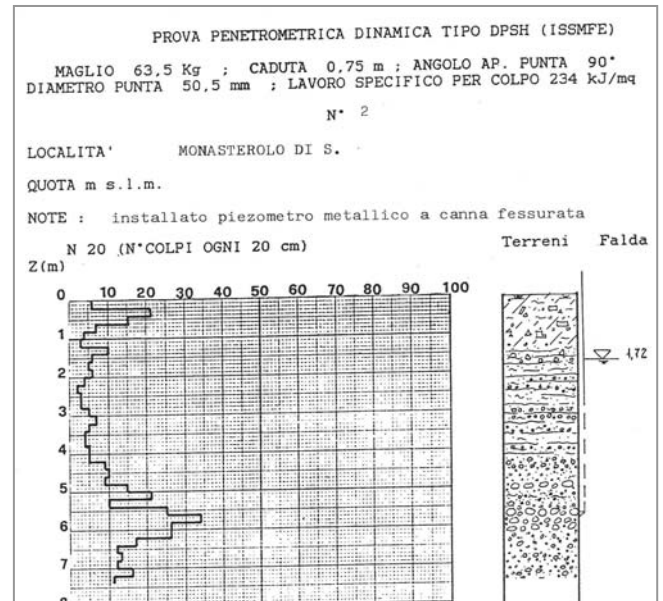 PROVA PENETROMETRICA DINAMICA TIPO DPSH (ISSMFE)
MAGLIO 63,5 Kg ; CADUTA 0,75 m ; ANGOLO AP. PUNTA 90°
DIAMETRO PUNTA 50,5 mm ; LAVORO SPECIFICO PER COLPO 234 kJ/mq
N° 2
LOCALITA' MONASTEROLO DI S.
QUOTA m s.l.m.
NOTE : installato piezometro metallico a canna fessurata
N 20 (N°COLPI OGNI 20 cm) Terreni Falda
Z(m)
0 10 20 30 40 50 60 70 80 90 100
1
1,72
2
3
4
5
6
7
8